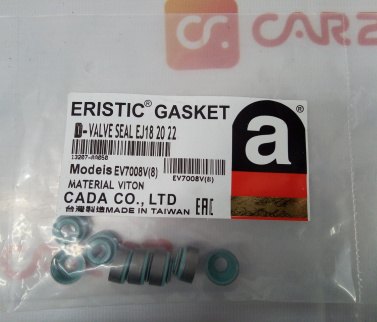 CAR2
ERISTIC® GASKET
D-VALVE SEAL EJ18 20 22
13207-AA050
Models EV7008V(8)
EV7008V(8)
MATERIAL VITON
CADA CO., LTD
台灣製造MADE IN TAIWAN
EAC
a